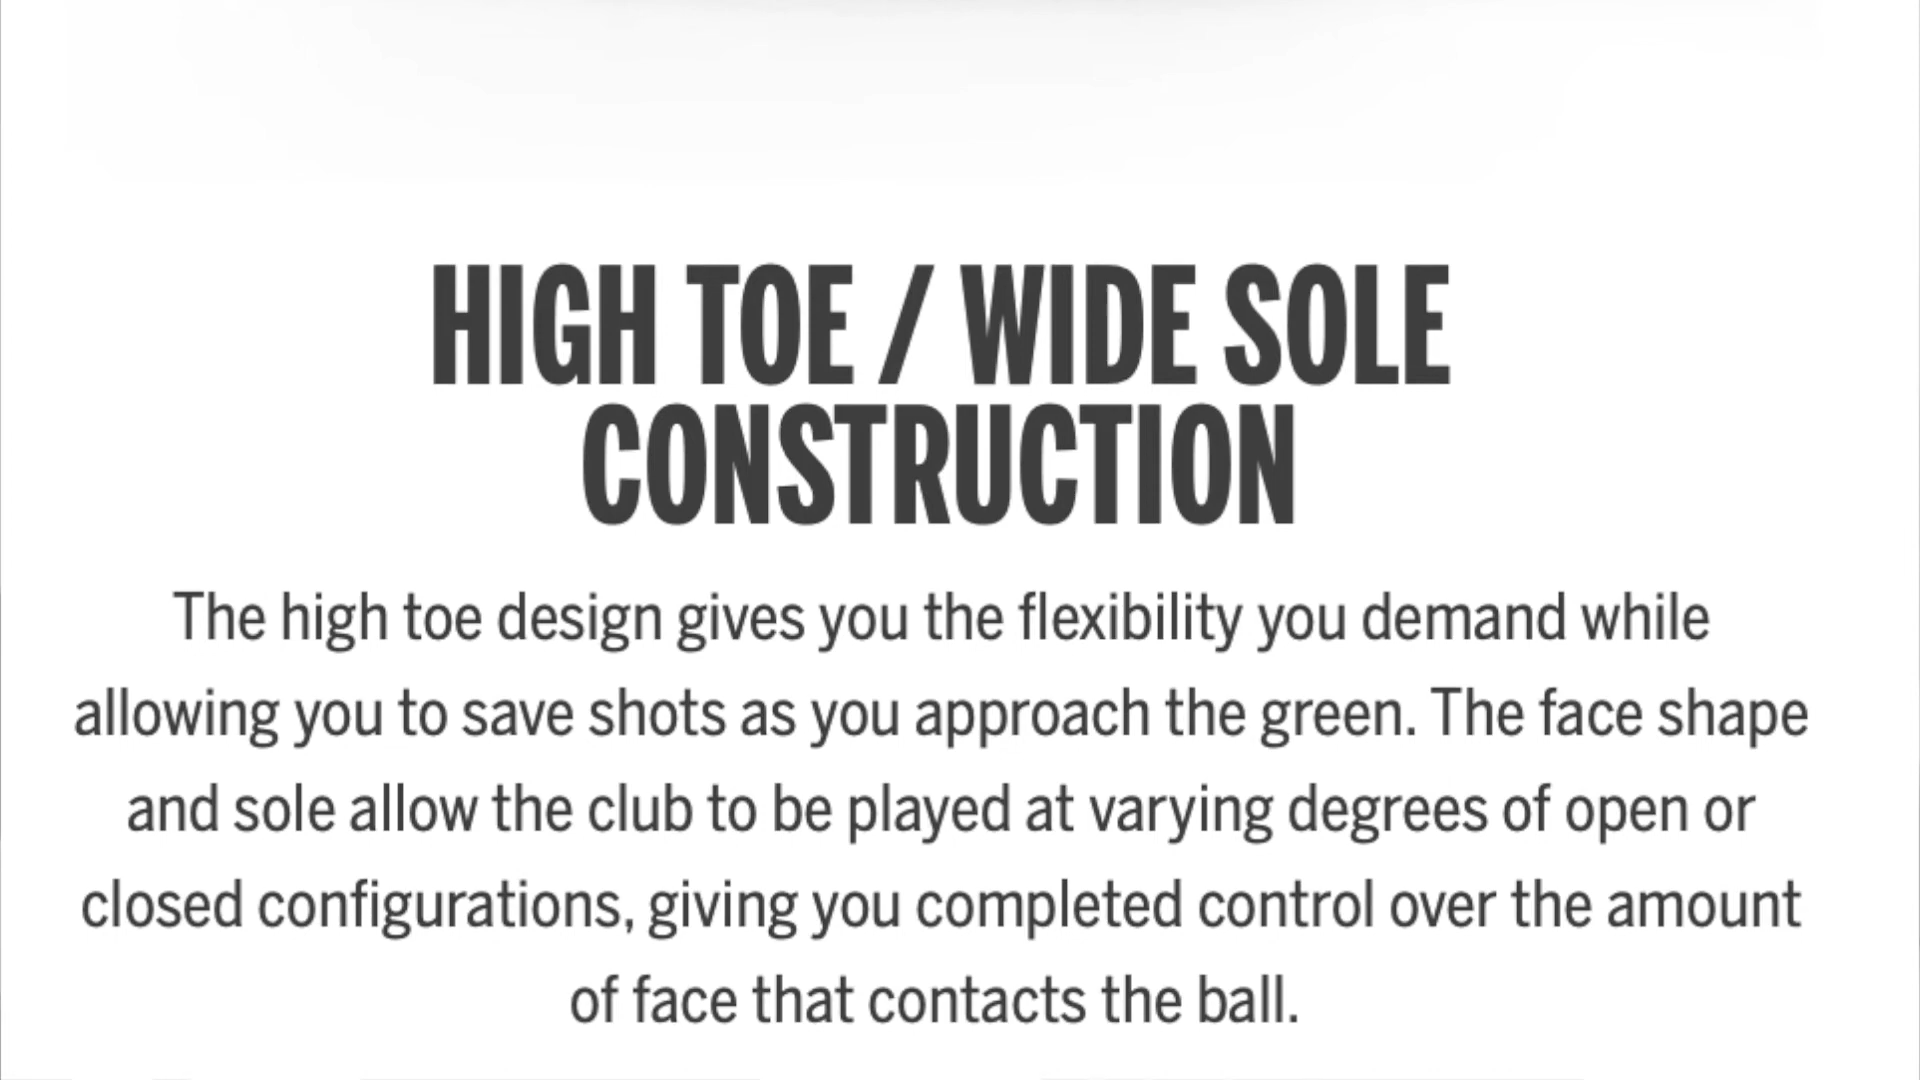 HIGH TOE / WIDE SOLE
CONSTRUCTION
The high toe design gives you the flexibility you demand while
allowing you to save shots as you approach the green. The face shape
and sole allow the club to be played at varying degrees of open or
closed configurations, giving you completed control over the amount
of face that contacts the ball.